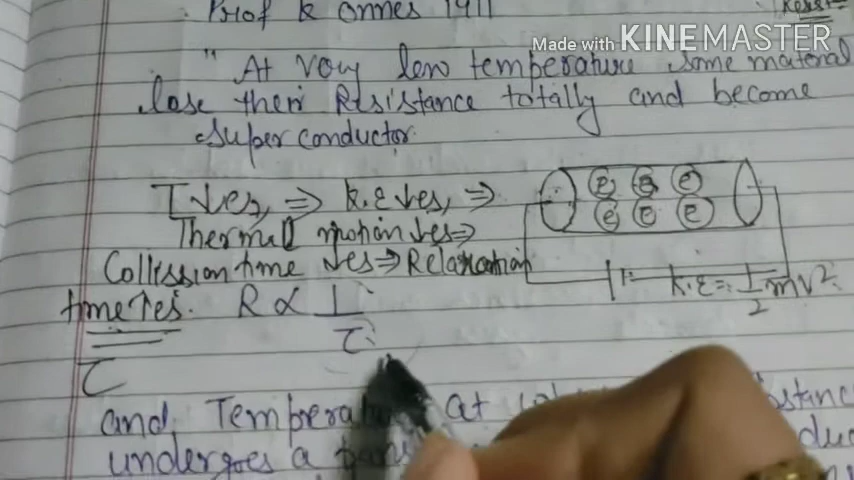 Prof K Onnes 1911
Made with KINEMASTER
" At very low temperature some material
lose their Resistance totally and become
super conductor.
T ↓es, ⇒ K.E ↓es, ⇒
e e e
e e e
Thermal motion ↓es ⇒
Collission time ↓es ⇒ Relaxation
K.E = 1/2 mv²
time ↑es. R ∝ 1/τ
τ
and Temperature At
undergoes a